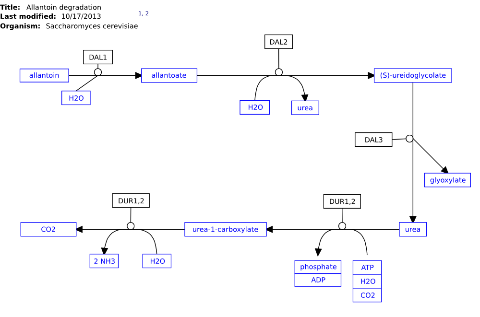 Title: Allantoin degradation
Last modified: 10/17/2013 1, 2
Organism: Saccharomyces cerevisiae
DAL1
DAL2
allantoin
allantoate
(S)-ureidoglycolate
H2O
H2O
urea
DAL3
glyoxylate
DUR1,2
DUR1,2
CO2
urea-1-carboxylate
urea
2 NH3
H2O
phosphate
ADP
ATP
H2O
CO2